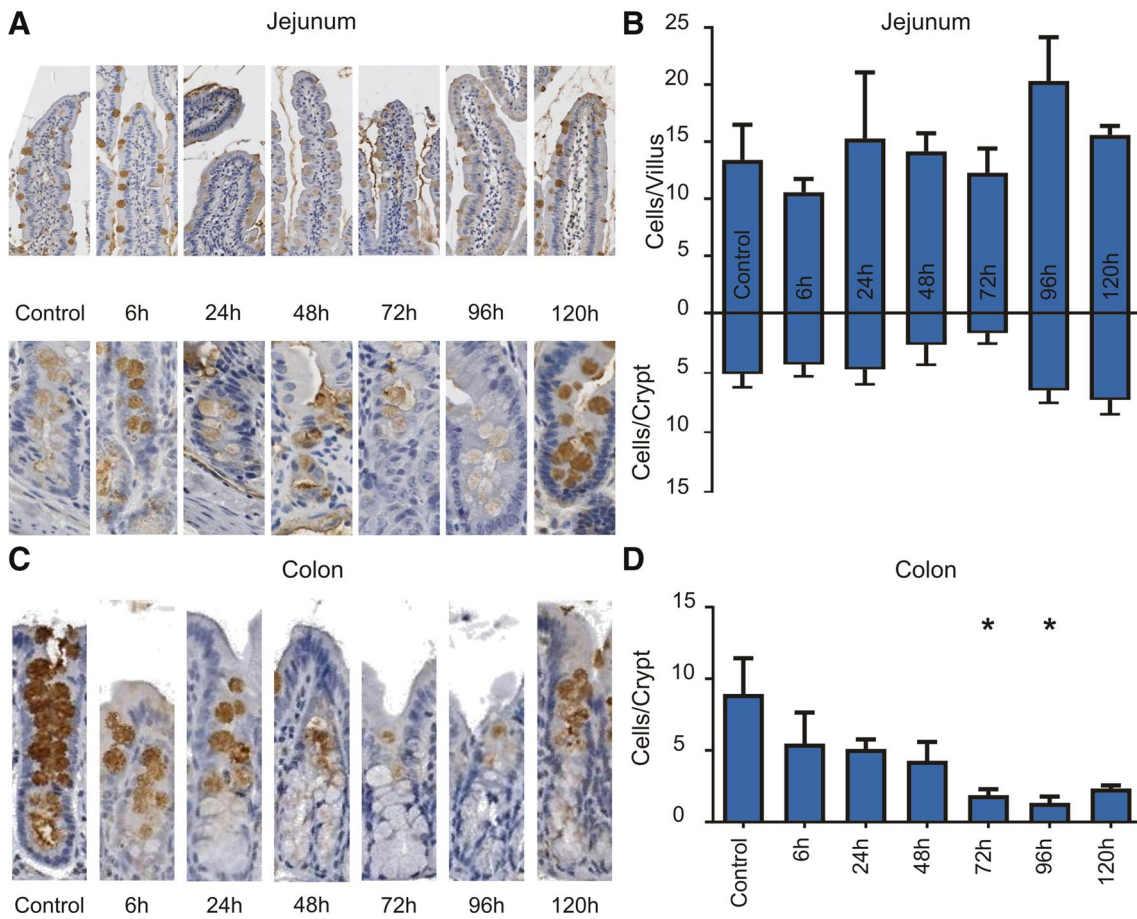 A
Jejunum
Control 6h 24h 48h 72h 96h 120h
B
Jejunum
25
20
15
10
5
0
5
10
15
Cells/Villus
Cells/Crypt
Control 6h 24h 48h 72h 96h 120h
C
Colon
Control 6h 24h 48h 72h 96h 120h
D
Colon
15
10
5
0
Cells/Crypt
* *
Control 6h 24h 48h 72h 96h 120h